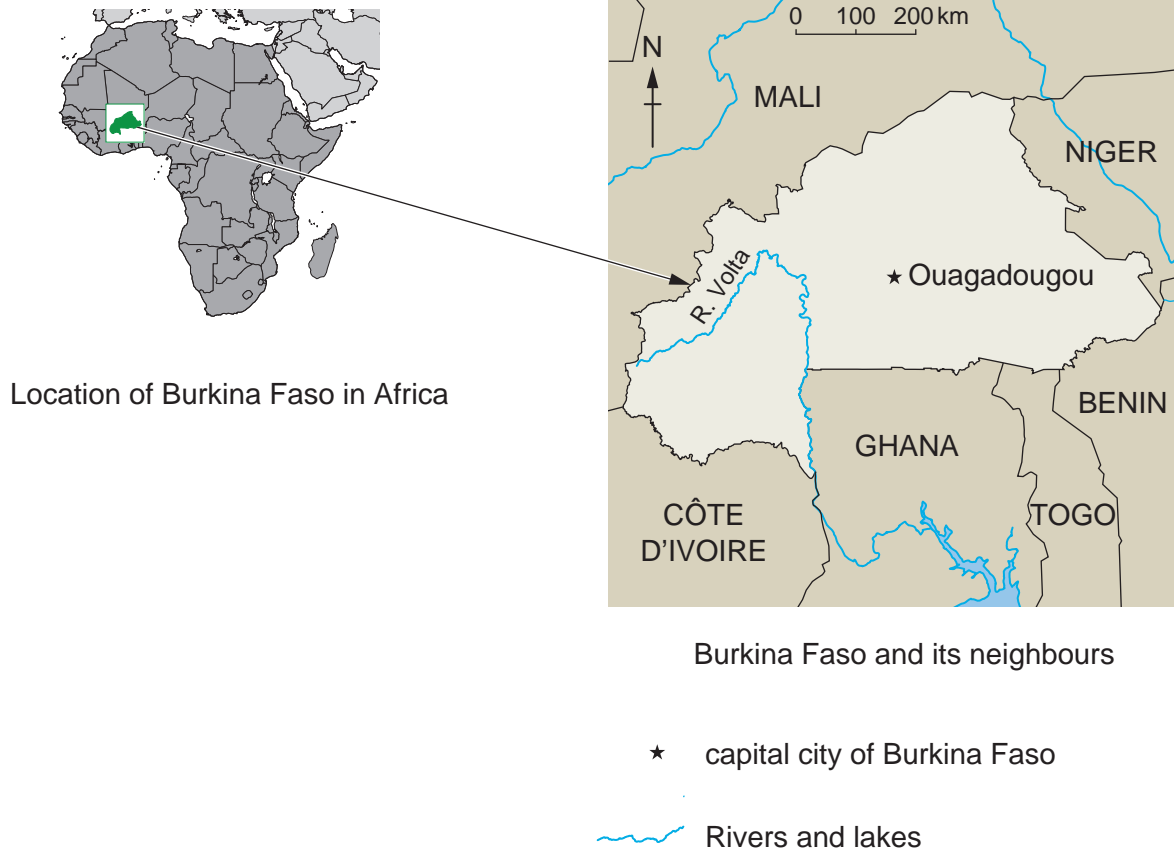 0 100 200 km
N
MALI
NIGER
R. Volta
Ouagadougou
BENIN
GHANA
CÔTE
D'IVOIRE
TOGO
Location of Burkina Faso in Africa
Burkina Faso and its neighbours
capital city of Burkina Faso
Rivers and lakes